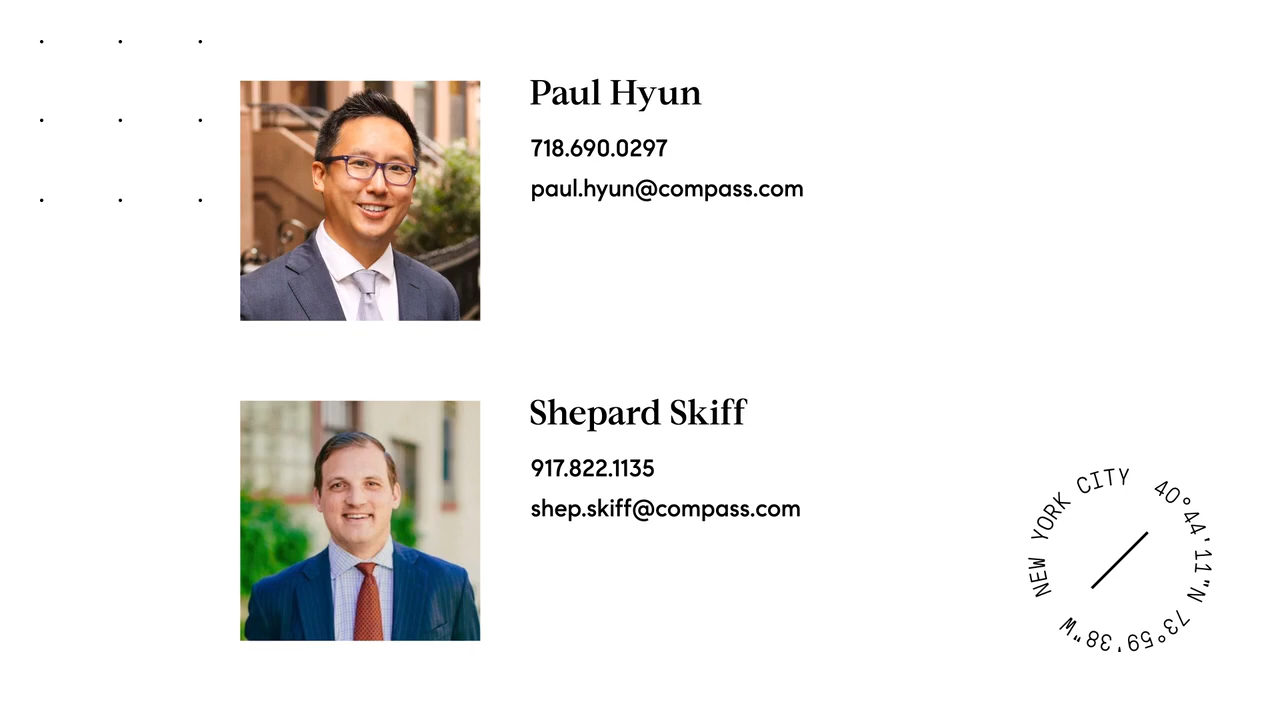 Paul Hyun
718.690.0297
paul.hyun@compass.com
Shepard Skiff
917.822.1135
shep.skiff@compass.com
NEW YORK CITY 40°44'11"N 73°59'38"W